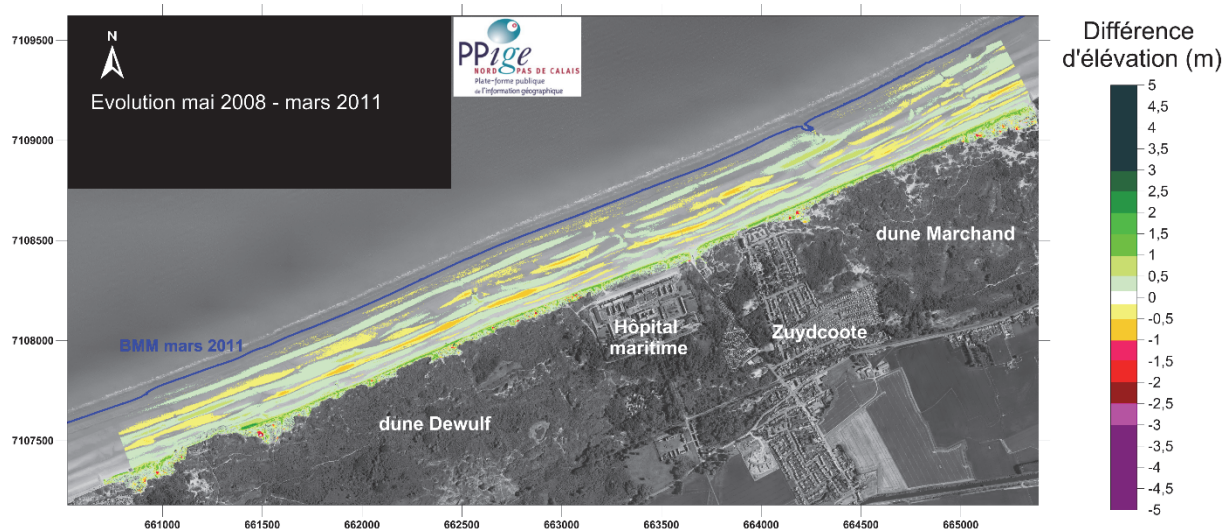 7109500
7109000
7108500
7108000
7107500
N
Evolution mai 2008 - mars 2011
PPige
NORD PAS DE CALAIS
Plate-forme publique
de l'information géographique
dune Marchand
Hôpital
maritime
Zuydcoote
BMM mars 2011
dune Dewulf
661000
661500
662000
662500
663000
663500
664000
664500
665000
Différence
d'élévation (m)
5
4,5
4
3,5
3
2,5
2
1,5
1
0,5
0
-0,5
-1
-1,5
-2
-2,5
-3
-3,5
-4
-4,5
-5